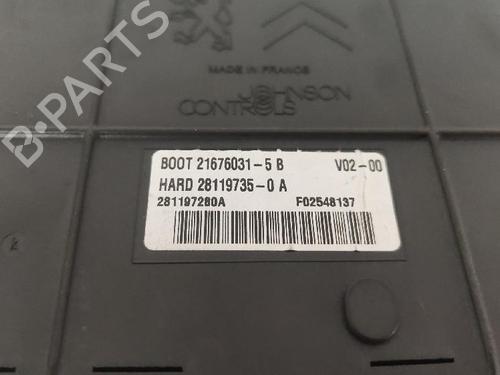 B-PARTS
MADE IN FRANCE
JOHNSON
CONTROLS
BOOT 21676031-5 B V02-00
HARD 28119735-0 A
281197280A F02548137